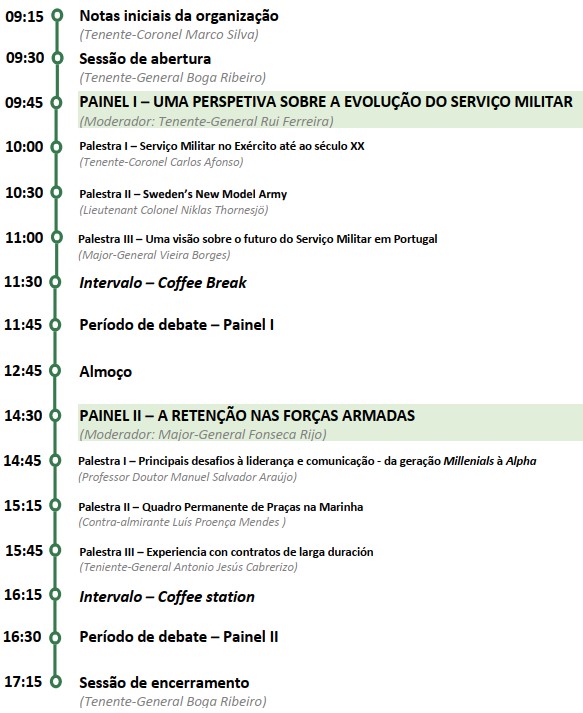 09:15 Notas iniciais da organização
(Tenente-Coronel Marco Silva)
09:30 Sessão de abertura
(Tenente-General Boga Ribeiro)
09:45 PAINEL I – UMA PERSPETIVA SOBRE A EVOLUÇÃO DO SERVIÇO MILITAR
(Moderador: Tenente-General Rui Ferreira)
10:00 Palestra I – Serviço Militar no Exército até ao século XX
(Tenente-Coronel Carlos Afonso)
10:30 Palestra II – Sweden's New Model Army
(Lieutenant Colonel Niklas Thornesjö)
11:00 Palestra III – Uma visão sobre o futuro do Serviço Militar em Portugal
(Major-General Vieira Borges)
11:30 Intervalo – Coffee Break
11:45 Período de debate – Painel I
12:45 Almoço
14:30 PAINEL II – A RETENÇÃO NAS FORÇAS ARMADAS
(Moderador: Major-General Fonseca Rijo)
14:45 Palestra I – Principais desafios à liderança e comunicação - da geração Millenials à Alpha
(Professor Doutor Manuel Salvador Araújo)
15:15 Palestra II – Quadro Permanente de Praças na Marinha
(Contra-almirante Luís Proença Mendes )
15:45 Palestra III – Experiencia con contratos de larga duración
(Teniente-General Antonio Jesús Cabrerizo)
16:15 Intervalo – Coffee station
16:30 Período de debate – Painel II
17:15 Sessão de encerramento
(Tenente-General Boga Ribeiro)